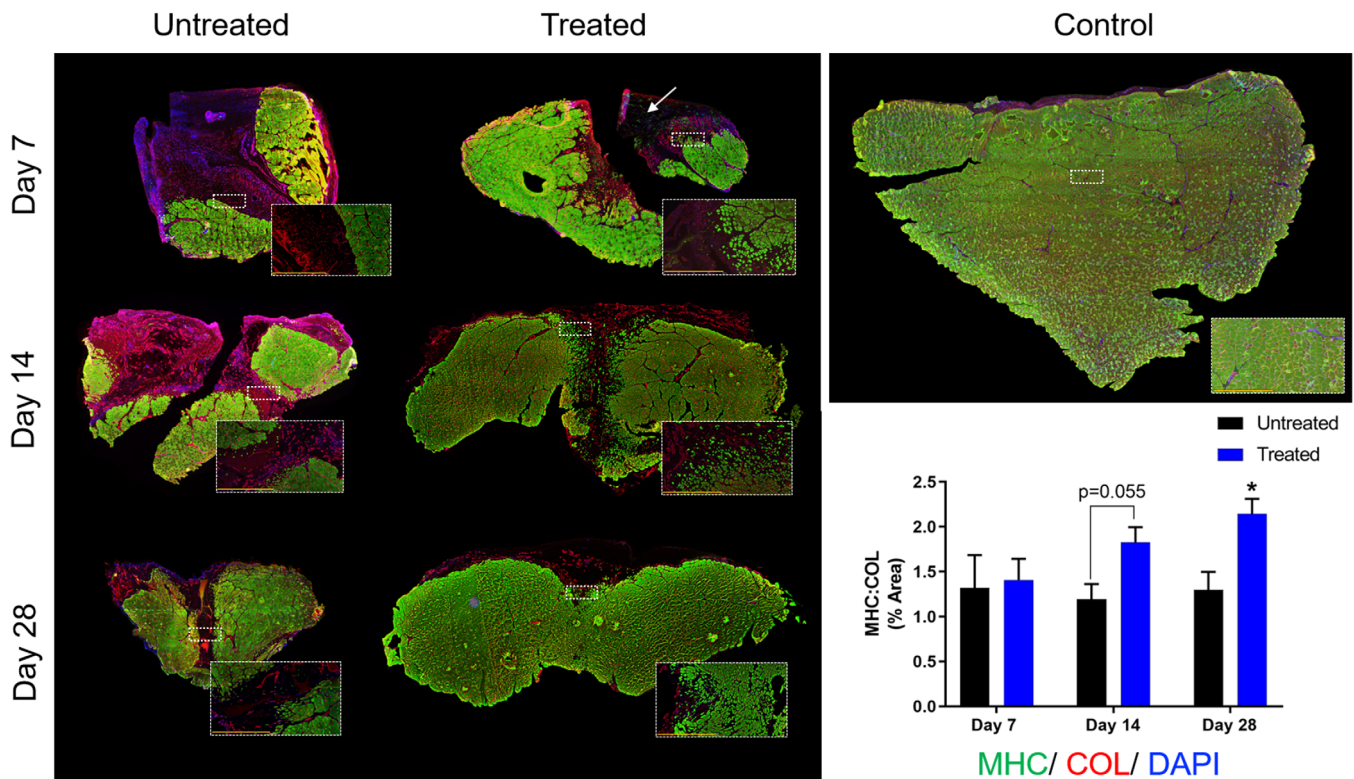 Untreated
Treated
Control
Day 7
Day 14
Day 28
Untreated
Treated
p=0.055
*
MHC:COL
(% Area)
2.5
2.0
1.5
1.0
0.5
0.0
Day 7
Day 14
Day 28
MHC/ COL/ DAPI